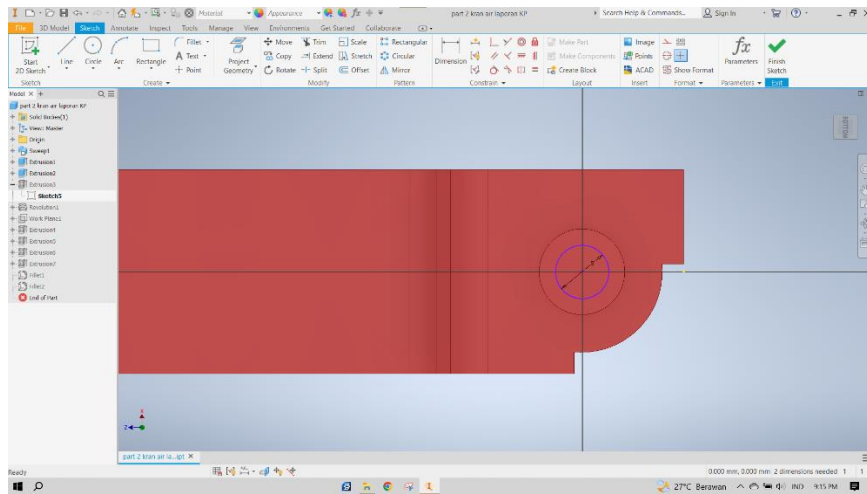 Material
Appearance
part 2 kran air laporan KP
Search Help & Commands...
Sign In
File 3D Model Sketch Annotate Inspect Tools Manage View Environments Get Started Collaborate
Start 2D Sketch
Line
Circle
Arc
Rectangle
Fillet
Text
Point
Project Geometry
Move
Copy
Rotate
Trim
Extend
Split
Scale
Stretch
Offset
Rectangular
Circular
Mirror
Dimension
Make Part
Make Components
Create Block
Image
Points
ACAD
Show Format
fx
Parameters
Finish Sketch
Sketch Create Modify Pattern Constrain Layout Insert Format Parameters Exit
Model
part 2 kran air laporan KP
Solid Bodies(1)
View: Master
Origin
Sweep1
Extrusion1
Extrusion2
Extrusion3
Sketch5
Revolution1
Work Plane1
Extrusion4
Extrusion5
Extrusion6
Extrusion7
Fillet1
Fillet2
End of Part
BOTTOM
5
X
Z
part 2 kran air la...ipt
Ready
0.000 mm, 0.000 mm 2 dimensions needed 1 1
27°C Berawan
IND
9:15 PM